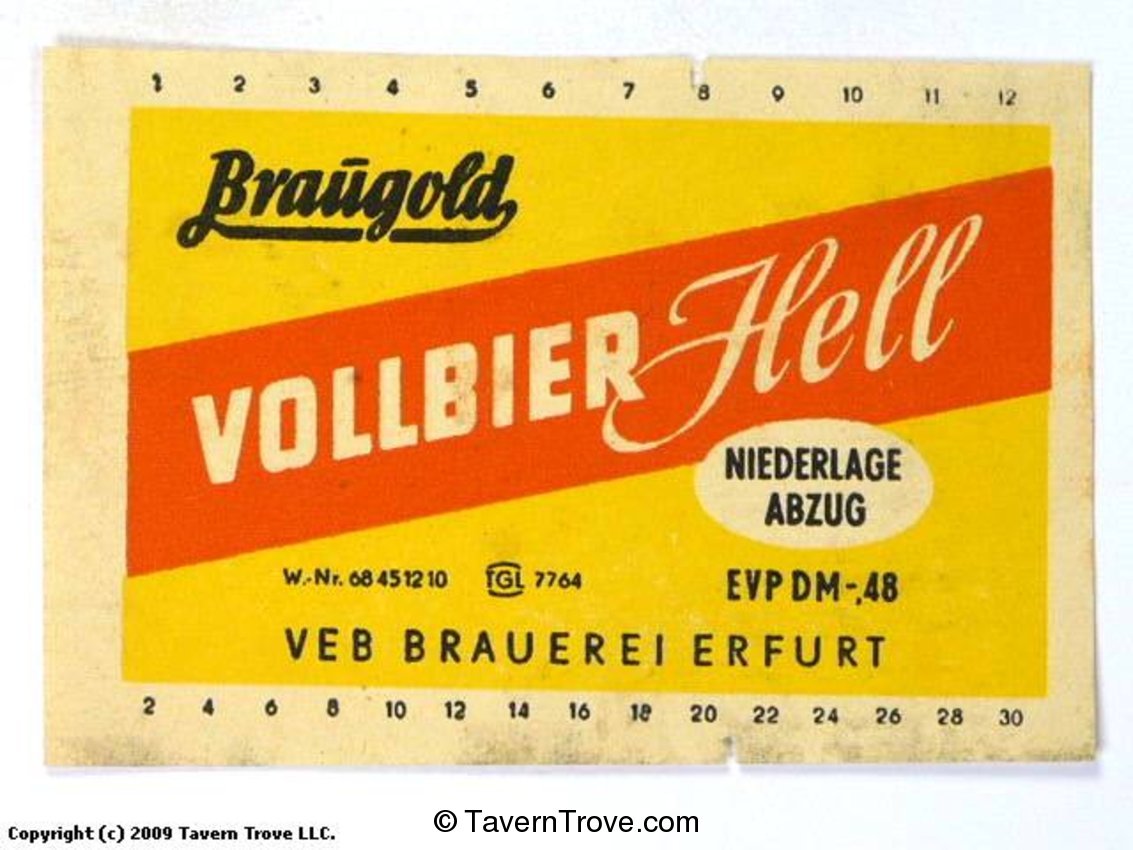 1 2 3 4 5 6 7 8 9 10 11 12
Braugold
VOLLBIER Hell
NIEDERLAGE
ABZUG
W.-Nr. 68 45 12 10 TGL 7764
EVP DM -,48
VEB BRAUEREI ERFURT
2 4 6 8 10 12 14 16 18 20 22 24 26 28 30
© TavernTrove.com
Copyright (c) 2009 Tavern Trove LLC.